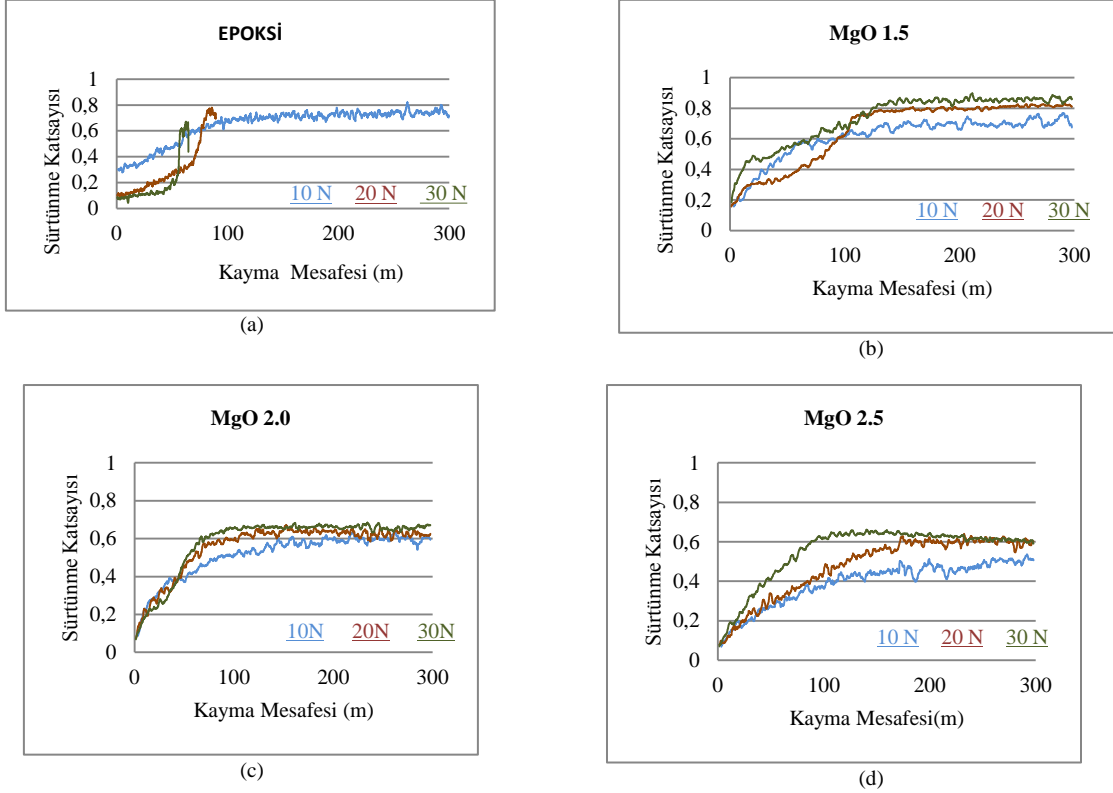 EPOKSİ
Sürtünme Katsayısı
1
0,8
0,6
0,4
0,2
0
0 100 200 300
10 N 20 N 30 N
Kayma Mesafesi (m)
(a)
MgO 1.5
Sürtünme Katsayısı
1
0,8
0,6
0,4
0,2
0
0 100 200 300
10 N 20 N 30 N
Kayma Mesafesi (m)
(b)
MgO 2.0
Sürtünme Katsayısı
1
0,8
0,6
0,4
0,2
0
0 100 200 300
10N 20N 30N
Kayma Mesafesi (m)
(c)
MgO 2.5
Sürtünme Katsayısı
1
0,8
0,6
0,4
0,2
0
0 100 200 300
10 N 20 N 30 N
Kayma Mesafesi(m)
(d)